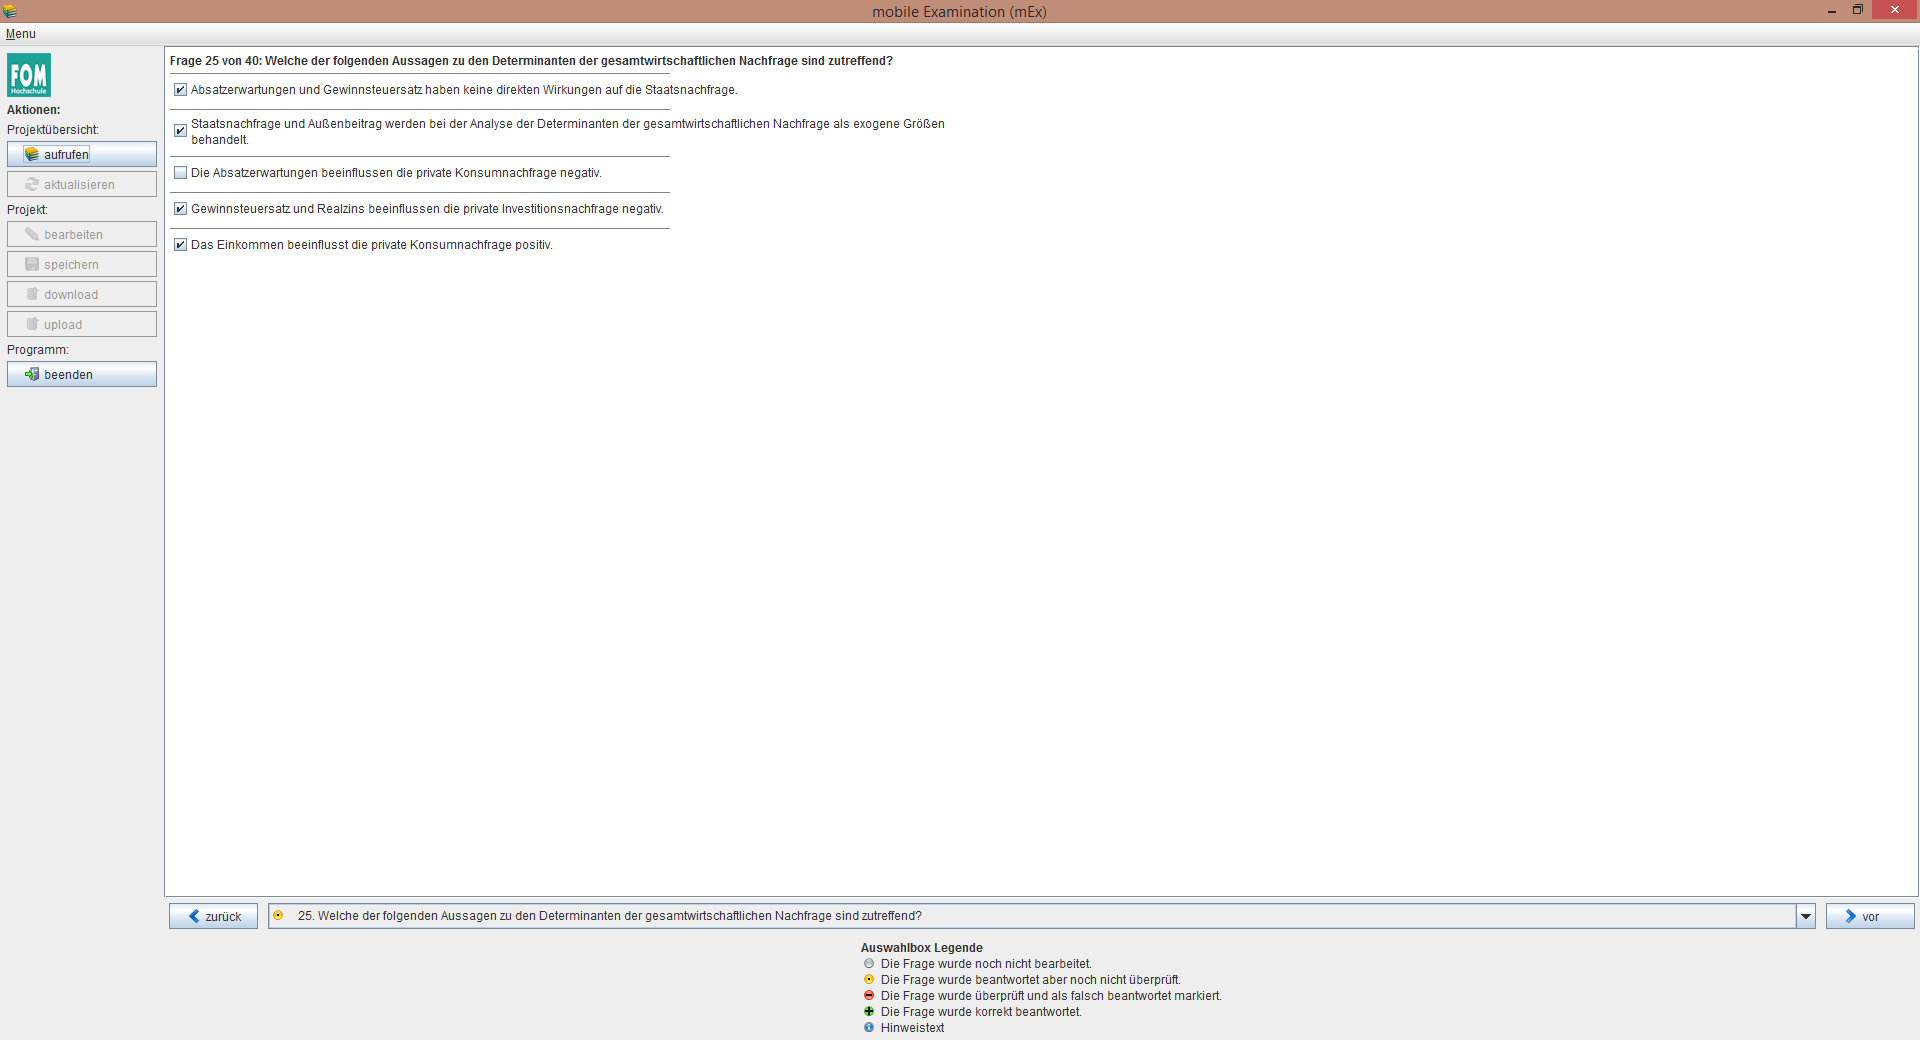 mobile Examination (mEx)
Menu
FOM
Hochschule
Aktionen:
Projektübersicht:
aufrufen
aktualisieren
Projekt:
bearbeiten
speichern
download
upload
Programm:
beenden
Frage 25 von 40: Welche der folgenden Aussagen zu den Determinanten der gesamtwirtschaftlichen Nachfrage sind zutreffend?
Absatzerwartungen und Gewinnsteuersatz haben keine direkten Wirkungen auf die Staatsnachfrage.
Staatsnachfrage und Außenbeitrag werden bei der Analyse der Determinanten der gesamtwirtschaftlichen Nachfrage als exogene Größen
behandelt.
Die Absatzerwartungen beeinflussen die private Konsumnachfrage negativ.
Gewinnsteuersatz und Realzins beeinflussen die private Investitionsnachfrage negativ.
Das Einkommen beeinflusst die private Konsumnachfrage positiv.
zurück
25. Welche der folgenden Aussagen zu den Determinanten der gesamtwirtschaftlichen Nachfrage sind zutreffend?
vor
Auswahlbox Legende
Die Frage wurde noch nicht bearbeitet.
Die Frage wurde beantwortet aber noch nicht überprüft.
Die Frage wurde überprüft und als falsch beantwortet markiert.
Die Frage wurde korrekt beantwortet.
Hinweistext